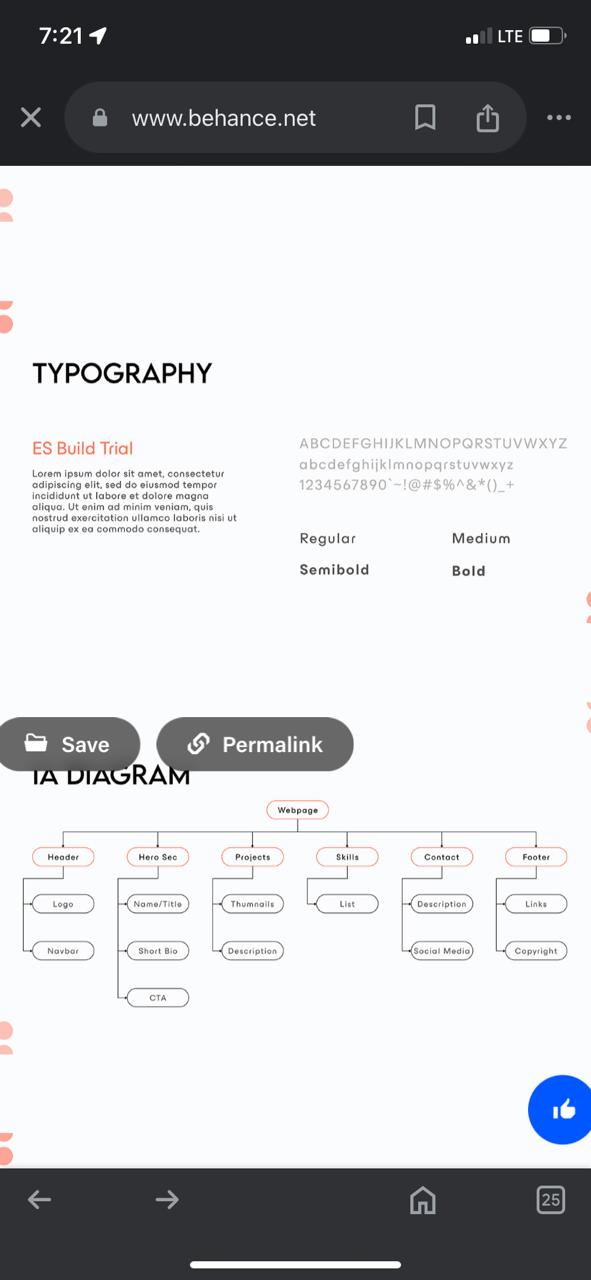 7:21
LTE
www.behance.net
TYPOGRAPHY
ES Build Trial
Lorem ipsum dolor sit amet, consectetur
adipiscing elit, sed do eiusmod tempor
incididunt ut labore et dolore magna
aliqua. Ut enim ad minim veniam, quis
nostrud exercitation ullamco laboris nisi ut
aliquip ex ea commodo consequat.
ABCDEFGHIJKLMNOPQRSTUVWXYZ
abcdefghijklmnopqrstuvwxyz
1234567890`~!@#$%^&*()_+
Regular Medium
Semibold Bold
Save Permalink
IA DIAGRAM
Webpage
Header Hero Sec Projects Skills Contact Footer
Logo Name/Title Thumnails List Description Links
Navbar Short Bio Description Social Media Copyright
CTA
25